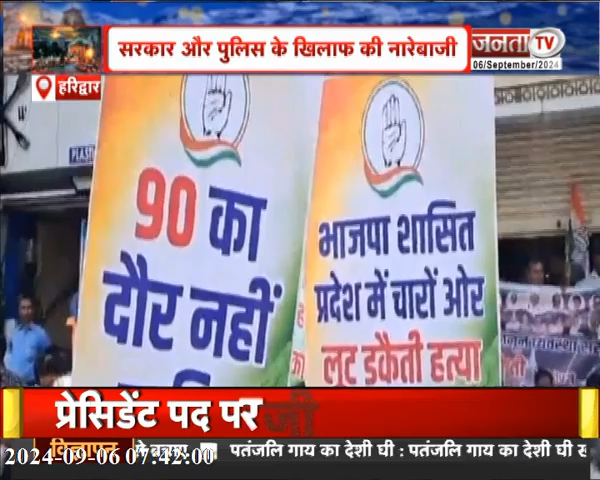 सरकार और पुलिस के खिलाफ की नारेबाजी
जनता TV
06/September/2024
हरिद्वार
90 का
दौर नहीं
भाजपा शासित
प्रदेश में चारों ओर
लूट डकैती हत्या
प्रेसिडेंट पद पर
विज्ञापन
पतंजलि गाय का देशी घी : पतंजलि गाय का देशी घी
2024-09-06 07:42:00